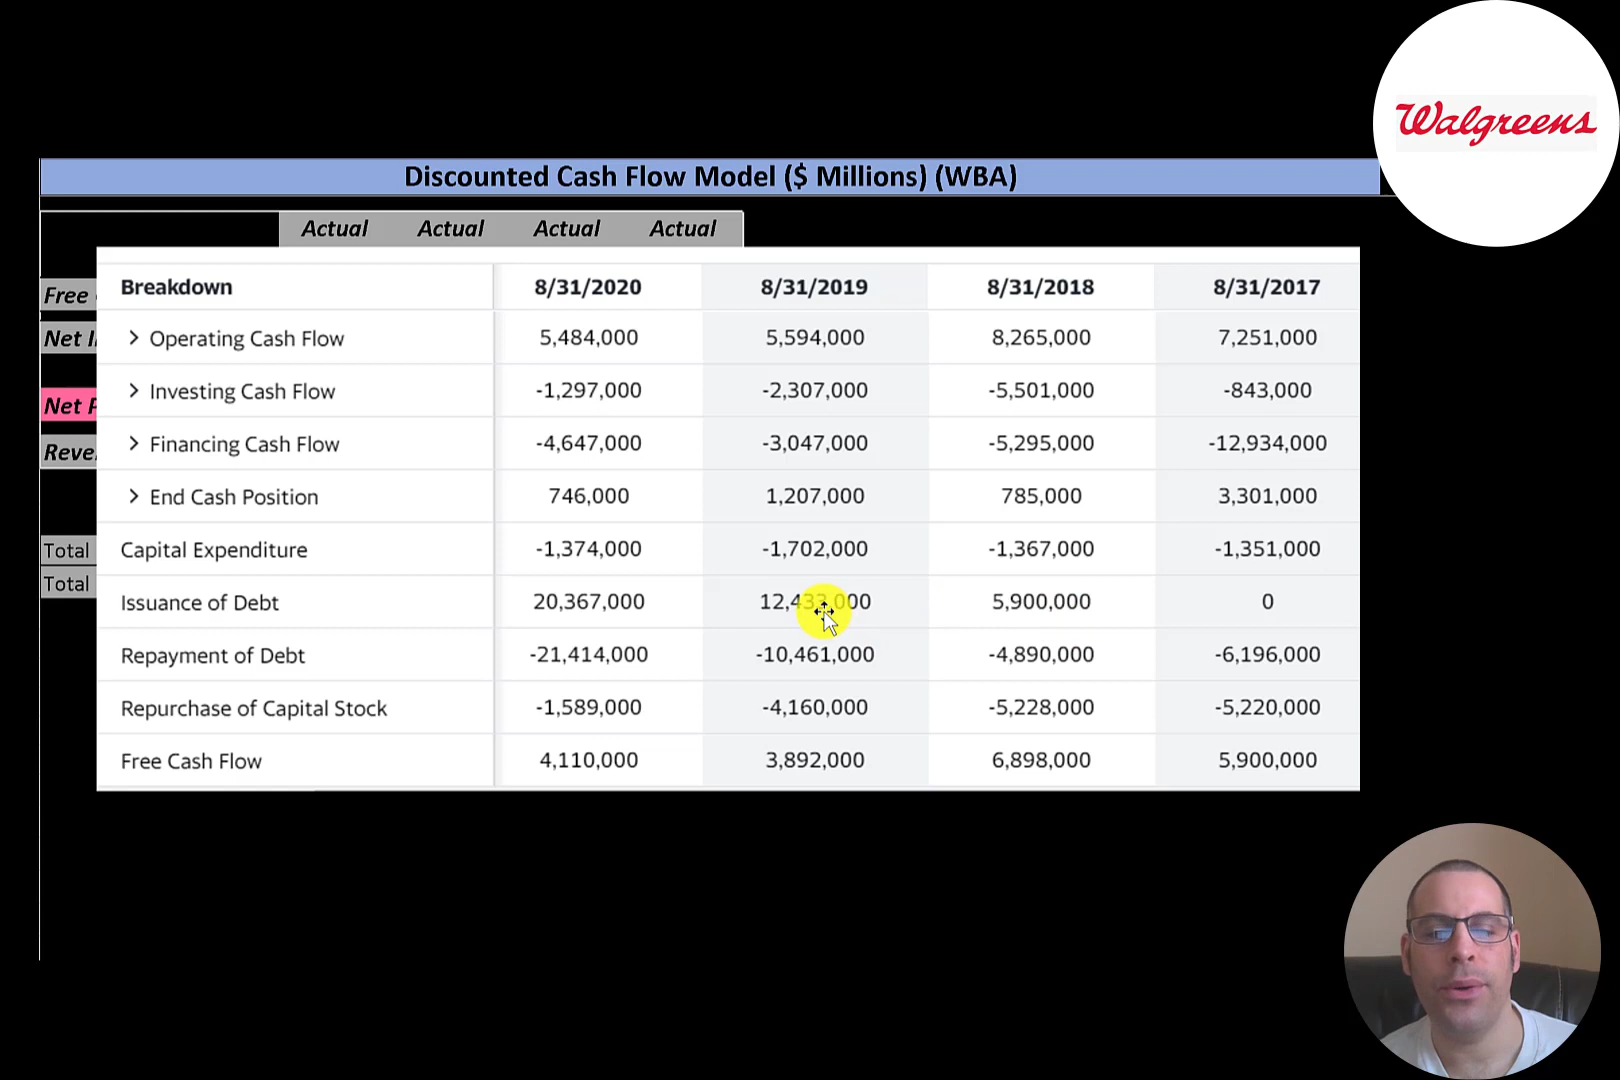 Walgreens
Discounted Cash Flow Model ($ Millions) (WBA)
Actual Actual Actual Actual
Breakdown 8/31/2020 8/31/2019 8/31/2018 8/31/2017
Free
> Operating Cash Flow 5,484,000 5,594,000 8,265,000 7,251,000
Net
> Investing Cash Flow -1,297,000 -2,307,000 -5,501,000 -843,000
Net
> Financing Cash Flow -4,647,000 -3,047,000 -5,295,000 -12,934,000
> End Cash Position 746,000 1,207,000 785,000 3,301,000
Total
Capital Expenditure -1,374,000 -1,702,000 -1,367,000 -1,351,000
Total
Issuance of Debt 20,367,000 12,433,000 5,900,000 0
Repayment of Debt -21,414,000 -10,461,000 -4,890,000 -6,196,000
Repurchase of Capital Stock -1,589,000 -4,160,000 -5,228,000 -5,220,000
Free Cash Flow 4,110,000 3,892,000 6,898,000 5,900,000